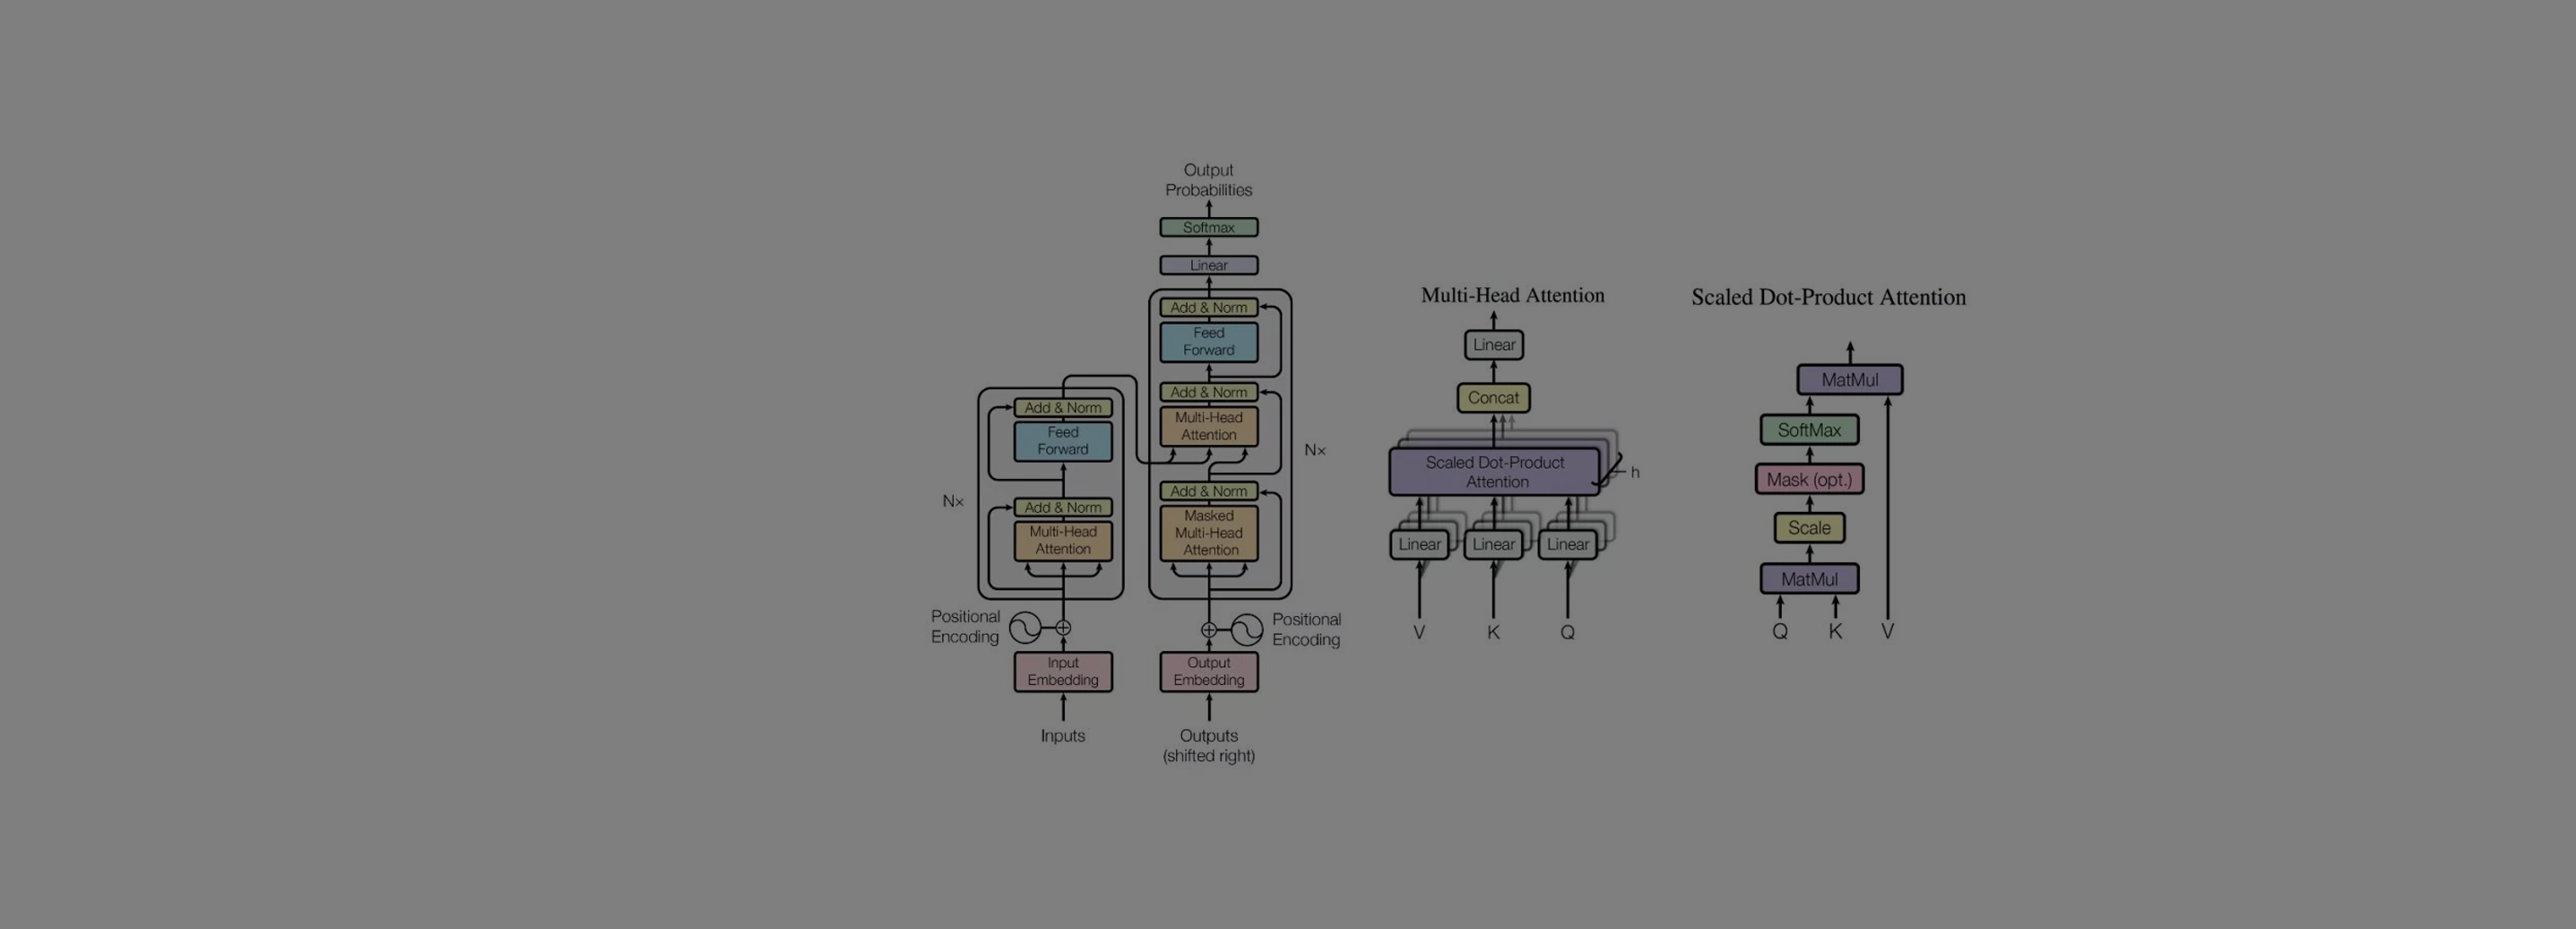 Output
Probabilities
Softmax
Linear
Add & Norm
Feed
Forward
Add & Norm
Multi-Head
Attention
Add & Norm
Masked
Multi-Head
Attention
Nx
Add & Norm
Feed
Forward
Add & Norm
Multi-Head
Attention
Nx
Positional
Encoding
Positional
Encoding
Input
Embedding
Output
Embedding
Inputs
Outputs
(shifted right)
Multi-Head Attention
Linear
Concat
Scaled Dot-Product
Attention
h
Linear Linear Linear
V K Q
Scaled Dot-Product Attention
MatMul
SoftMax
Mask (opt.)
Scale
MatMul
Q K V